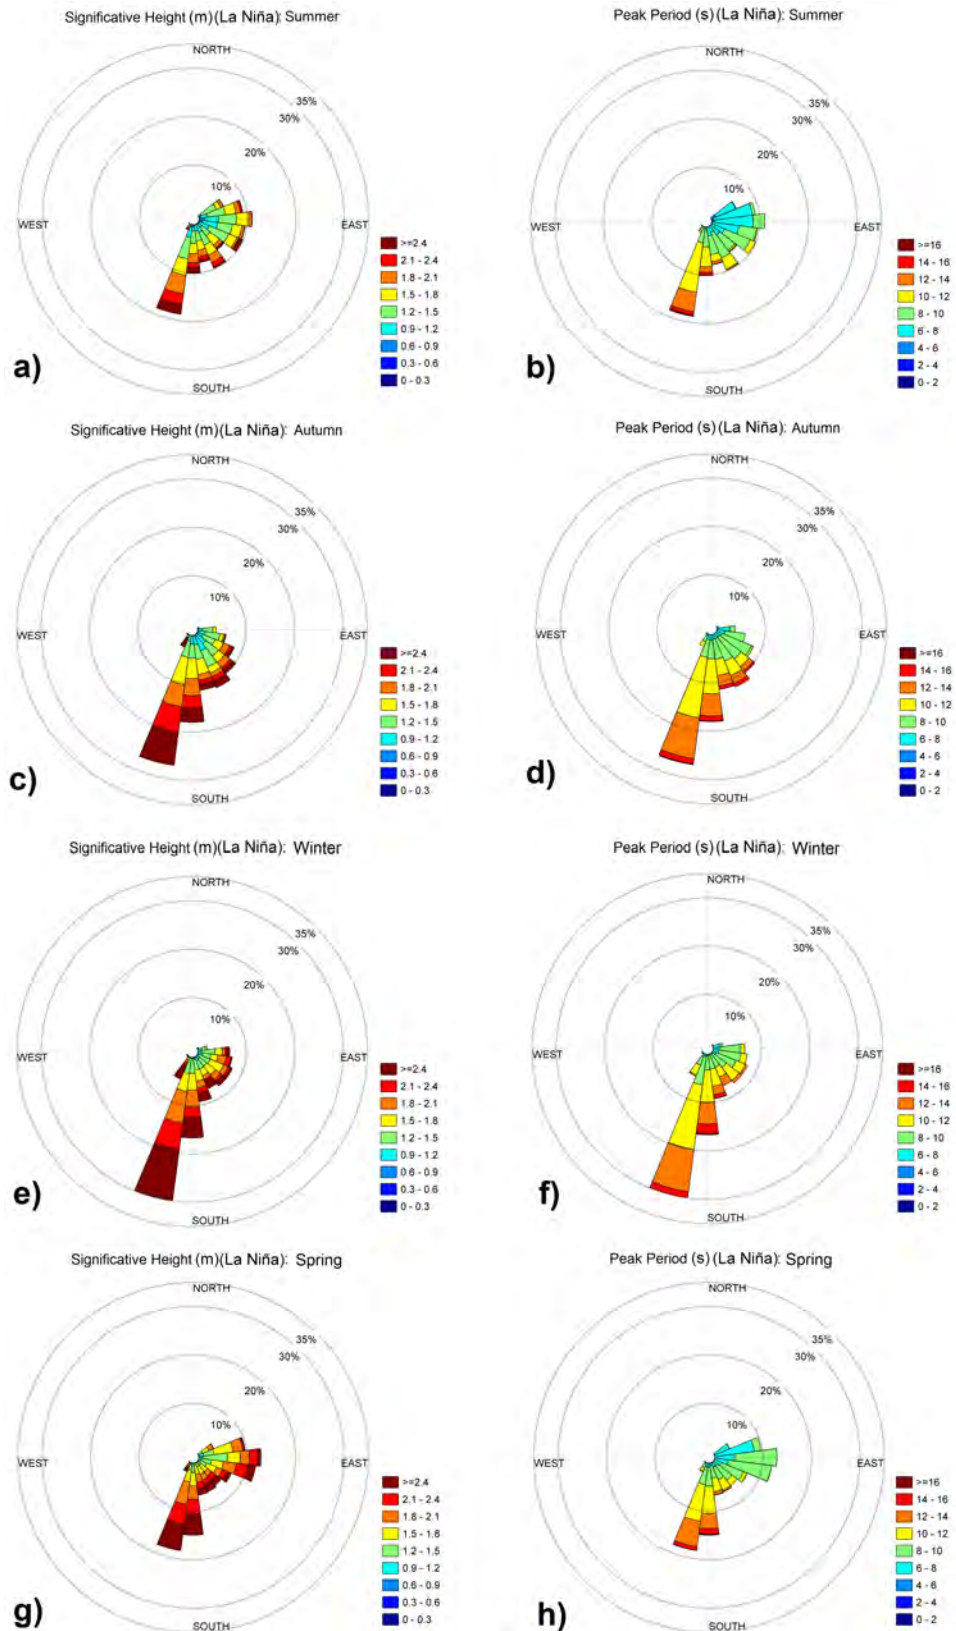 Significative Height (m)(La Niña): Summer
NORTH
35%
30%
20%
10%
WEST
EAST
SOUTH
>=2.4
2.1 - 2.4
1.8 - 2.1
1.5 - 1.8
1.2 - 1.5
0.9 - 1.2
0.6 - 0.9
0.3 - 0.6
0 - 0.3
a)
Peak Period (s) (La Niña): Summer
NORTH
35%
30%
20%
10%
WEST
EAST
SOUTH
>=16
14 - 16
12 - 14
10 - 12
8 - 10
6 - 8
4 - 6
2 - 4
0 - 2
b)
Significative Height (m)(La Niña): Autumn
NORTH
35%
30%
20%
10%
WEST
EAST
SOUTH
>=2.4
2.1 - 2.4
1.8 - 2.1
1.5 - 1.8
1.2 - 1.5
0.9 - 1.2
0.6 - 0.9
0.3 - 0.6
0 - 0.3
c)
Peak Period (s) (La Niña): Autumn
NORTH
35%
30%
20%
10%
WEST
EAST
SOUTH
>=16
14 - 16
12 - 14
10 - 12
8 - 10
6 - 8
4 - 6
2 - 4
0 - 2
d)
Significative Height (m)(La Niña): Winter
NORTH
35%
30%
20%
10%
WEST
EAST
SOUTH
>=2.4
2.1 - 2.4
1.8 - 2.1
1.5 - 1.8
1.2 - 1.5
0.9 - 1.2
0.6 - 0.9
0.3 - 0.6
0 - 0.3
e)
Peak Period (s) (La Niña): Winter
NORTH
35%
30%
20%
10%
WEST
EAST
SOUTH
>=16
14 - 16
12 - 14
10 - 12
8 - 10
6 - 8
4 - 6
2 - 4
0 - 2
f)
Significative Height (m)(La Niña): Spring
NORTH
35%
30%
20%
10%
WEST
EAST
SOUTH
>=2.4
2.1 - 2.4
1.8 - 2.1
1.5 - 1.8
1.2 - 1.5
0.9 - 1.2
0.6 - 0.9
0.3 - 0.6
0 - 0.3
g)
Peak Period (s) (La Niña): Spring
NORTH
35%
30%
20%
10%
WEST
EAST
SOUTH
>=16
14 - 16
12 - 14
10 - 12
8 - 10
6 - 8
4 - 6
2 - 4
0 - 2
h)